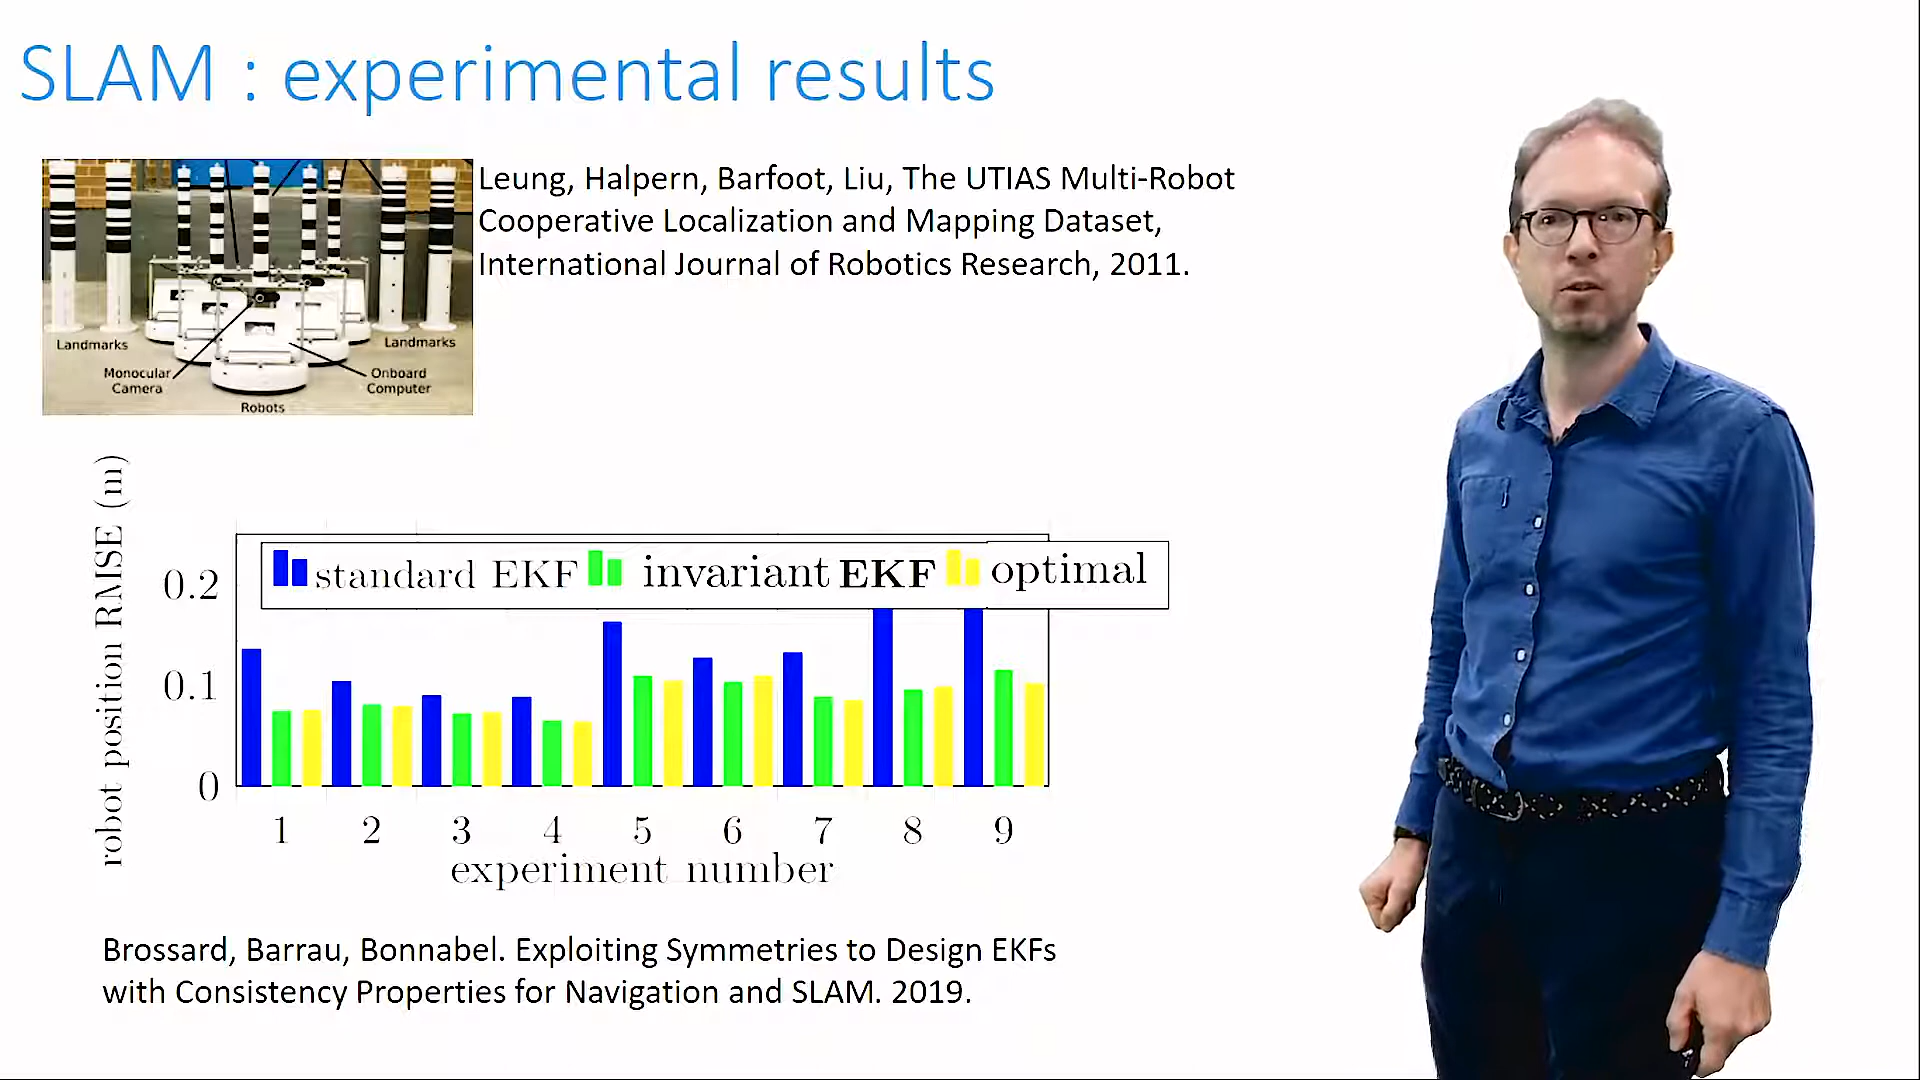 SLAM : experimental results
Leung, Halpern, Barfoot, Liu, The UTIAS Multi-Robot
Cooperative Localization and Mapping Dataset,
International Journal of Robotics Research, 2011.
Landmarks
Landmarks
Monocular
Camera
Onboard
Computer
Robots
robot position RMSE (m)
standard EKF invariant EKF optimal
0.2
0.1
0
1 2 3 4 5 6 7 8 9
experiment number
Brossard, Barrau, Bonnabel. Exploiting Symmetries to Design EKFs
with Consistency Properties for Navigation and SLAM. 2019.